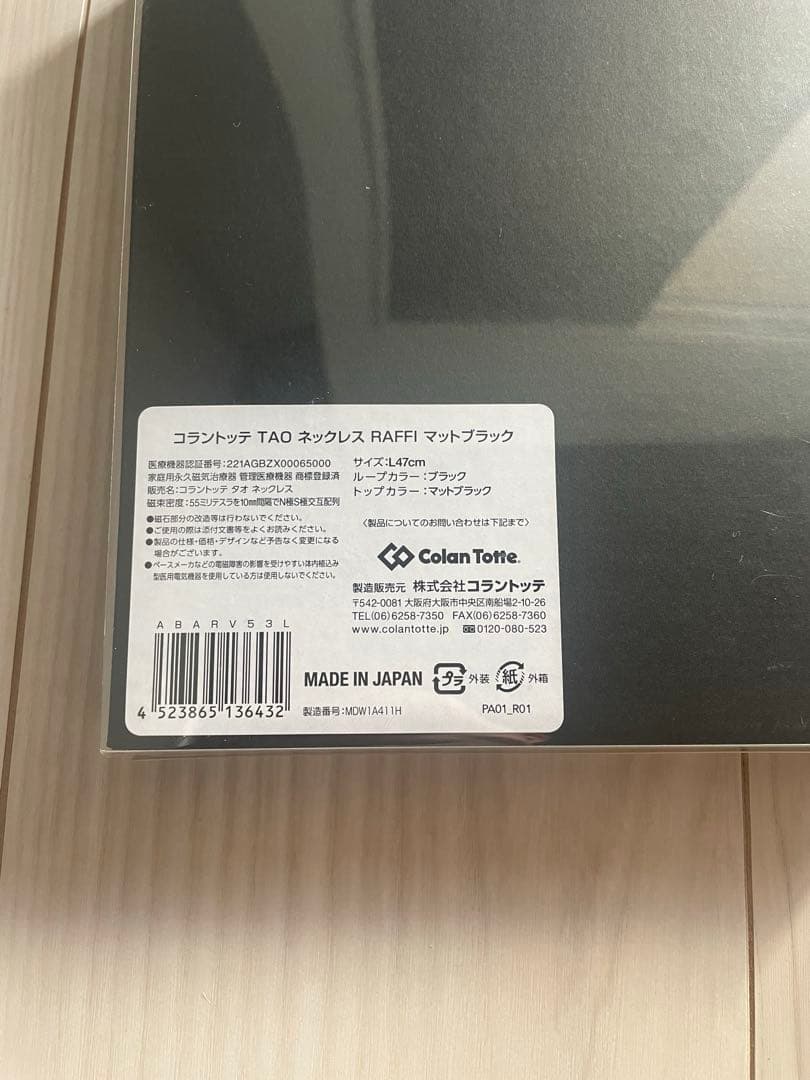 コラントッテ TAO ネックレス RAFFI マットブラック
医療機器認証番号:221AGBZX00065000
家庭用永久磁気治療器 管理医療機器 商標登録済
販売名:コラントッテ タオ ネックレス
磁束密度:55ミリテスラを10㎜間隔でN極S極交互配列
●磁石部分の改造等は行わないでください。
●ご使用の際は添付文書等をよくお読みください。
●製品の仕様・価格・デザインなど予告なく変更になる
場合がございます。
●ペースメーカなどの電磁障害の影響を受けやすい体内植込み
型医用電気機器を使用している方は使用しないでください。
サイズ:L47cm
ループカラー:ブラック
トップカラー:マットブラック
〈製品についてのお問い合わせは下記まで〉
Colan Totte.
製造販売元 株式会社コラントッテ
〒542-0081 大阪府大阪市中央区南船場2-10-26
TEL(06)6258-7350 FAX(06)6258-7360
www.colantotte.jp 0120-080-523
ABARV53L
4 523865 136432
MADE IN JAPAN
プラ 外装 紙 外箱
製造番号:MDW1A411H
PA01_R01